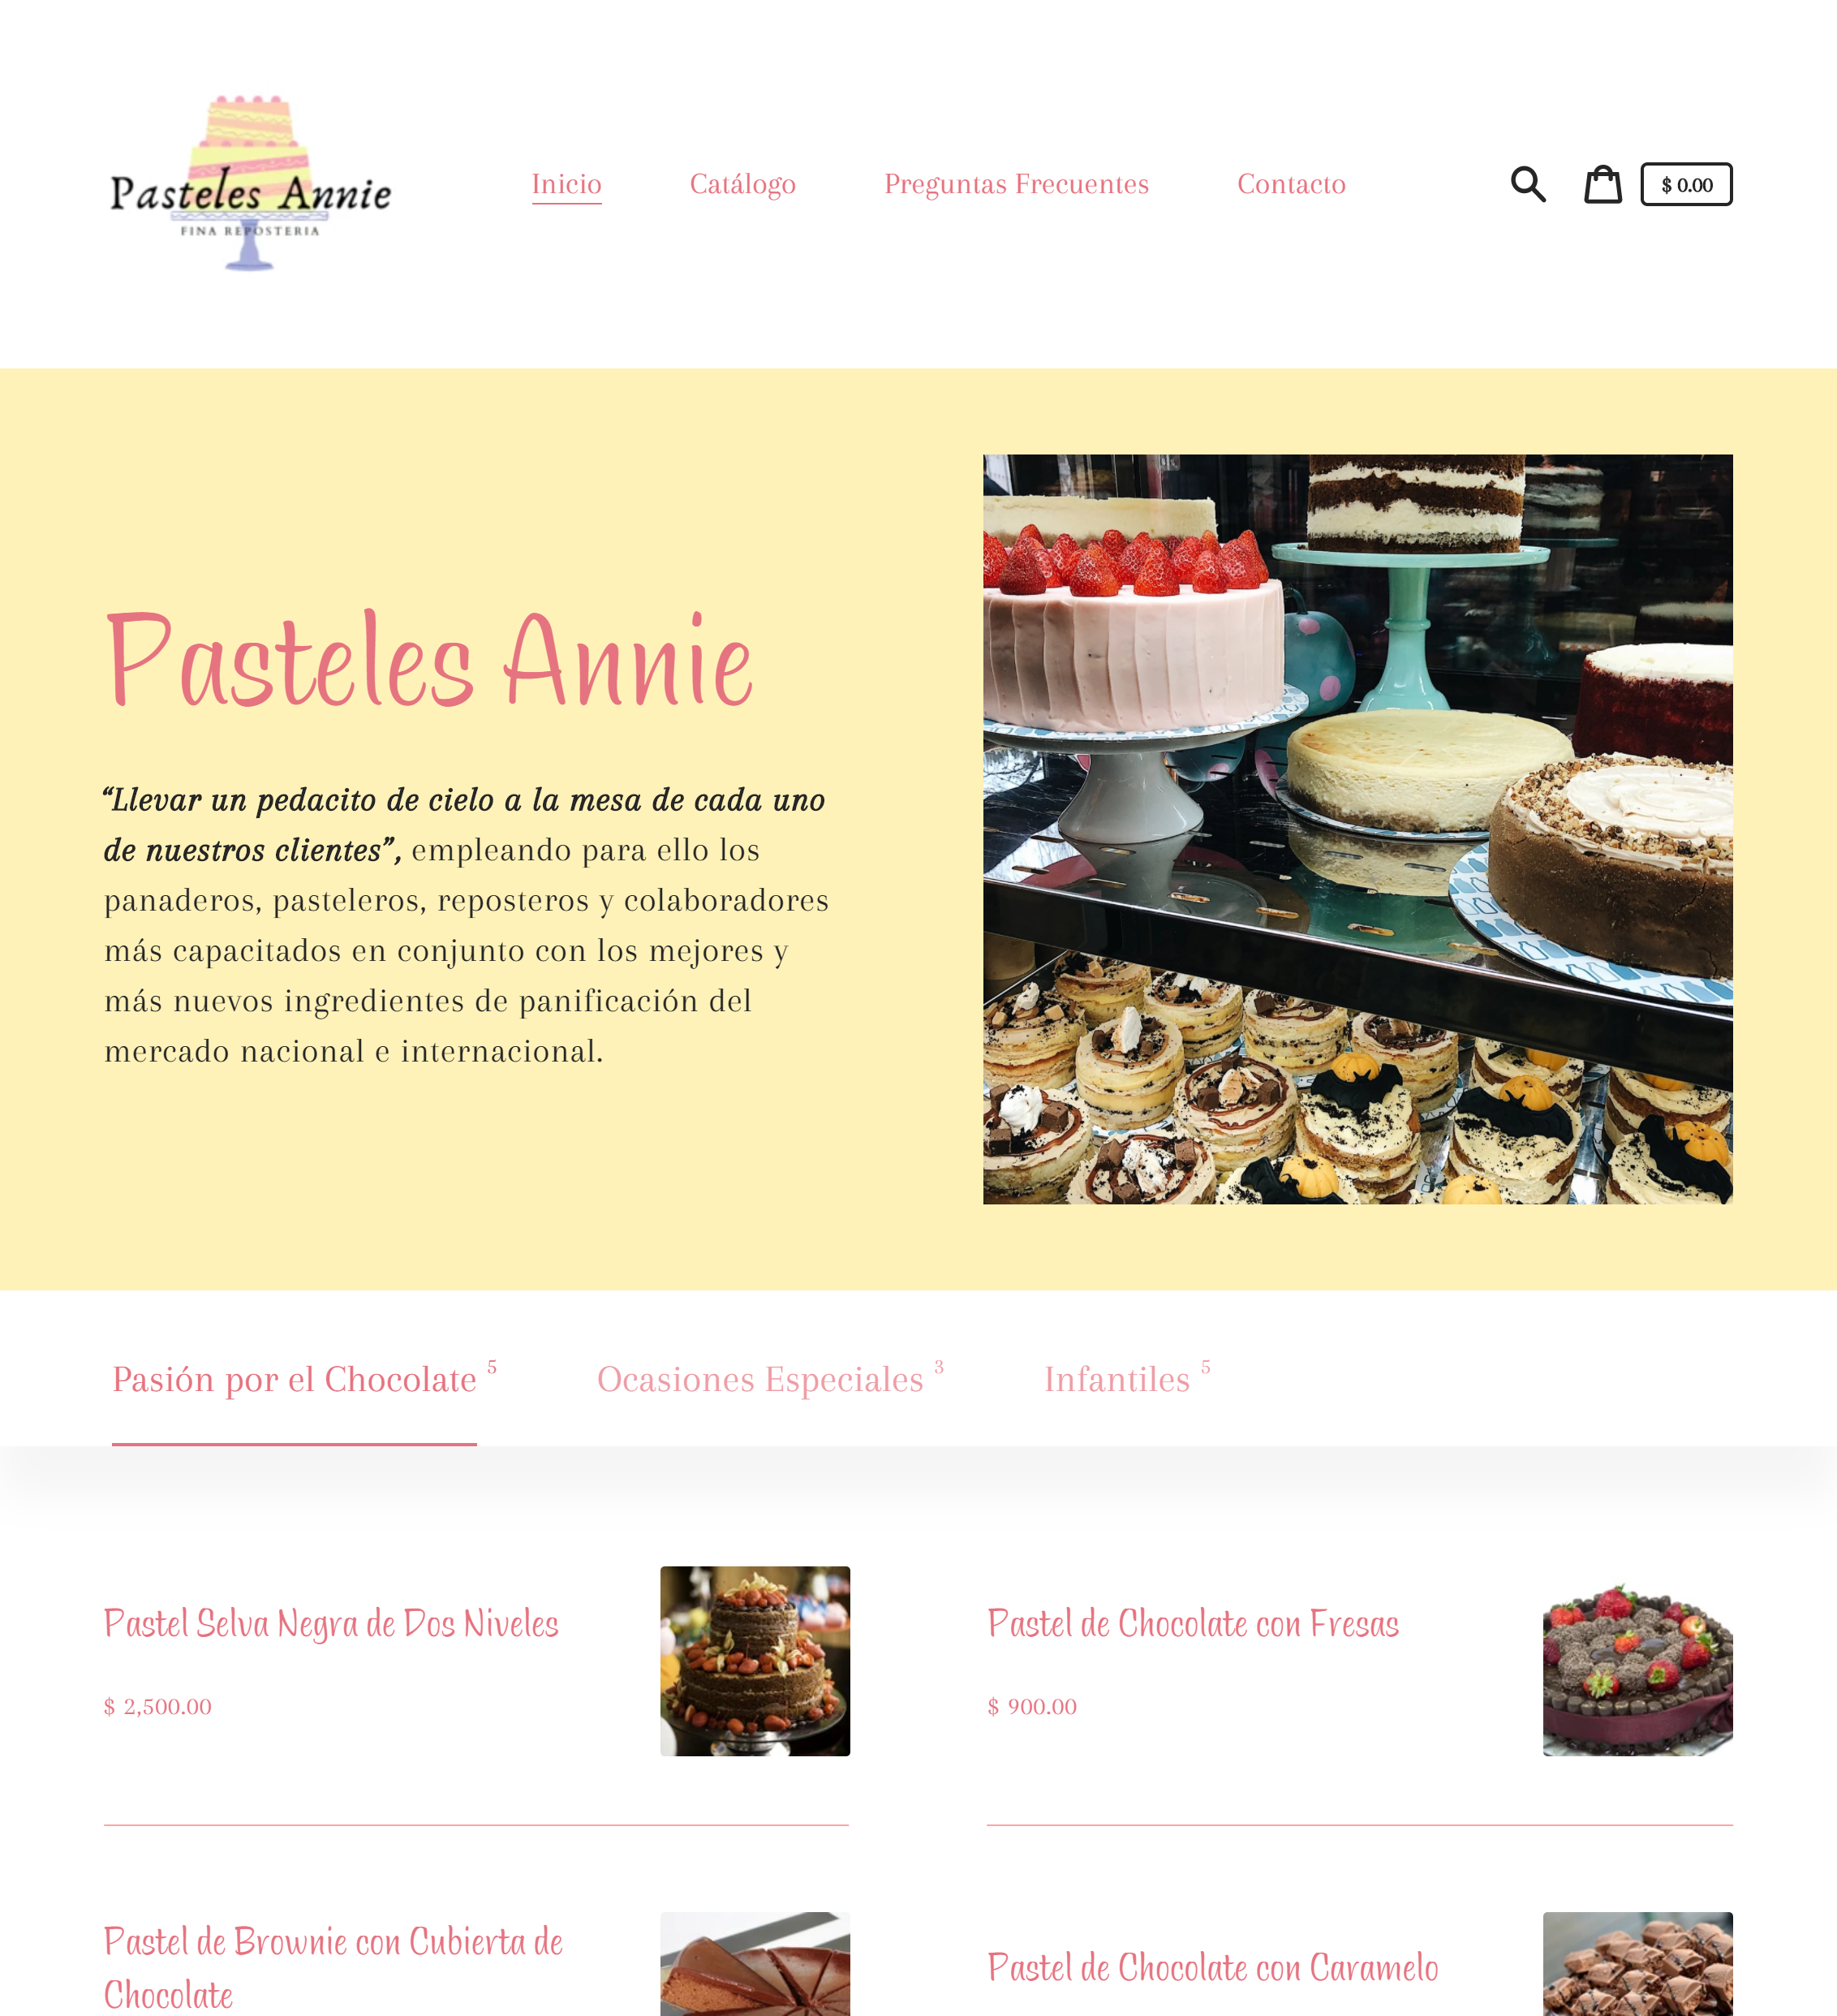 Pasteles Annie
FINA REPOSTERIA
Inicio
Catálogo
Preguntas Frecuentes
Contacto
$ 0.00
Pasteles Annie
“Llevar un pedacito de cielo a la mesa de cada uno
de nuestros clientes”, empleando para ello los
panaderos, pasteleros, reposteros y colaboradores
más capacitados en conjunto con los mejores y
más nuevos ingredientes de panificación del
mercado nacional e internacional.
Pasión por el Chocolate 5
Ocasiones Especiales 3
Infantiles 5
Pastel Selva Negra de Dos Niveles
$ 2,500.00
Pastel de Chocolate con Fresas
$ 900.00
Pastel de Brownie con Cubierta de
Chocolate
Pastel de Chocolate con Caramelo